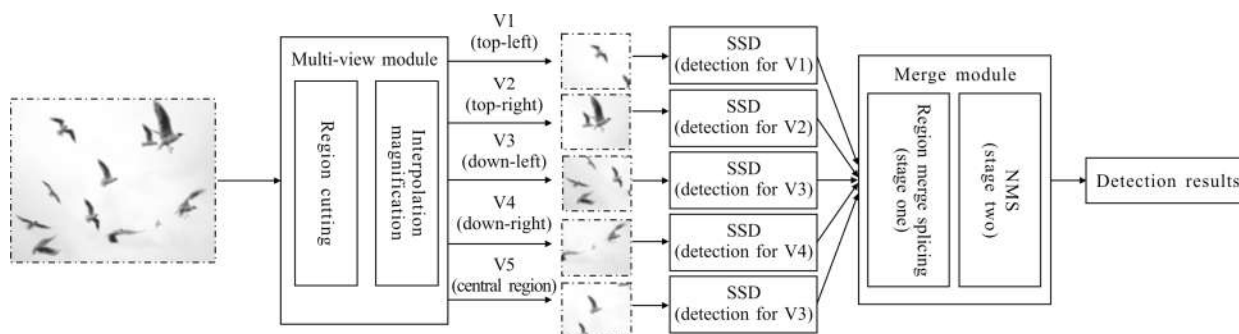 Multi-view module
Region cutting
Interpolation
magnification
V1
(top-left)
V2
(top-right)
V3
(down-left)
V4
(down-right)
V5
(central region)
SSD
(detection for V1)
SSD
(detection for V2)
SSD
(detection for V3)
SSD
(detection for V4)
SSD
(detection for V3)
Merge module
Region merge splicing
(stage one)
NMS
(stage two)
Detection results